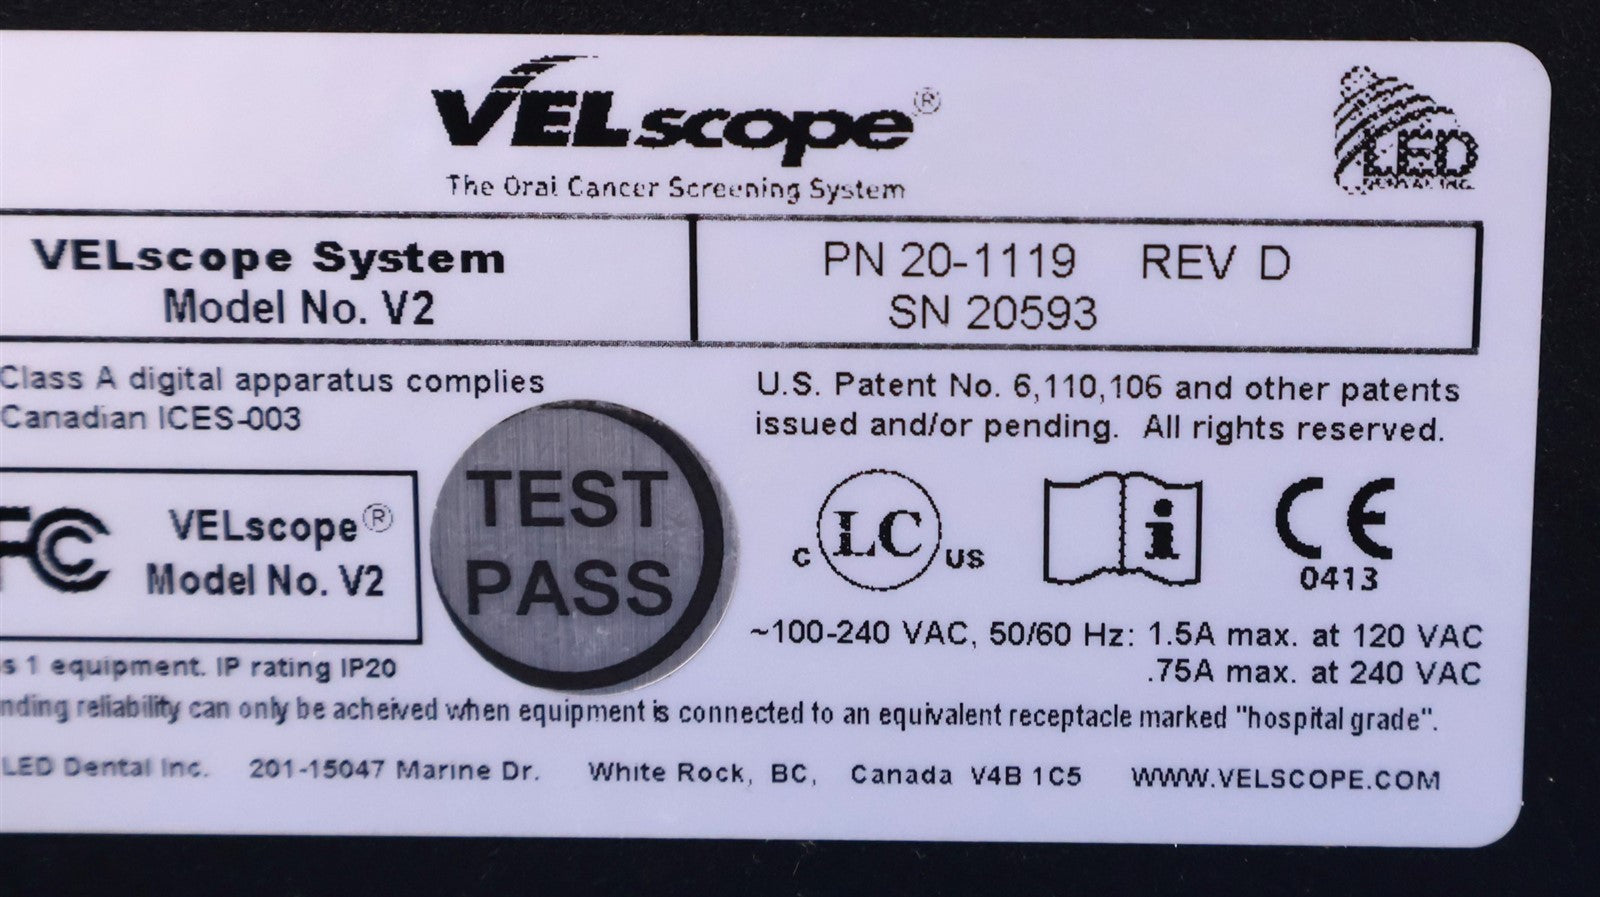 VELscope®
The Oral Cancer Screening System
LED
DENTAL INC.
VELscope System
Model No. V2
PN 20-1119 REV D
SN 20593
Class A digital apparatus complies
Canadian ICES-003
U.S. Patent No. 6,110,106 and other patents
issued and/or pending. All rights reserved.
FC
VELscope®
Model No. V2
TEST
PASS
C LC US
i
CE
0413
~100-240 VAC, 50/60 Hz: 1.5A max. at 120 VAC
.75A max. at 240 VAC
s 1 equipment. IP rating IP20
nding reliability can only be acheived when equipment is connected to an equivalent receptacle marked "hospital grade".
LED Dental Inc. 201-15047 Marine Dr. White Rock, BC, Canada V4B 1C5 WWW.VELSCOPE.COM